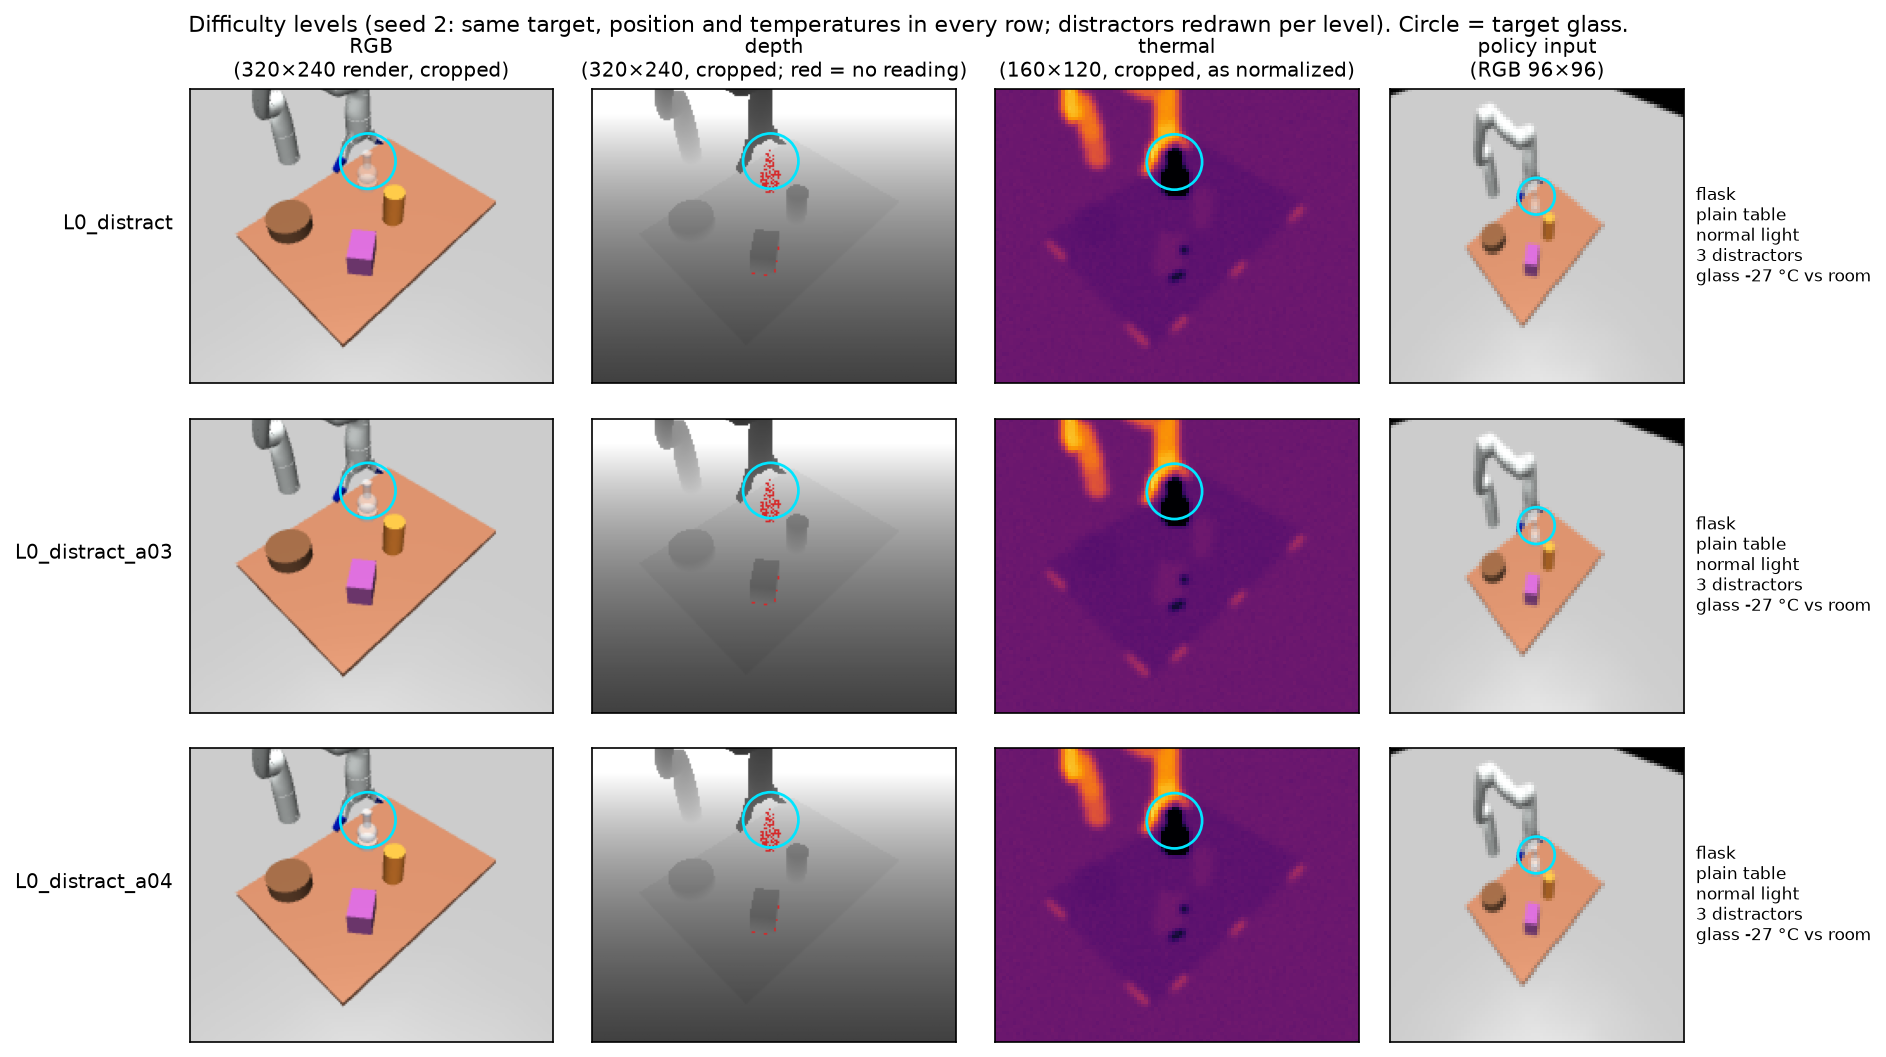 Difficulty levels (seed 2: same target, position and temperatures in every row; distractors redrawn per level). Circle = target glass.
RGB
(320×240 render, cropped)
depth
(320×240, cropped; red = no reading)
thermal
(160×120, cropped, as normalized)
policy input
(RGB 96×96)
L0_distract
flask
plain table
normal light
3 distractors
glass -27 °C vs room
L0_distract_a03
flask
plain table
normal light
3 distractors
glass -27 °C vs room
L0_distract_a04
flask
plain table
normal light
3 distractors
glass -27 °C vs room